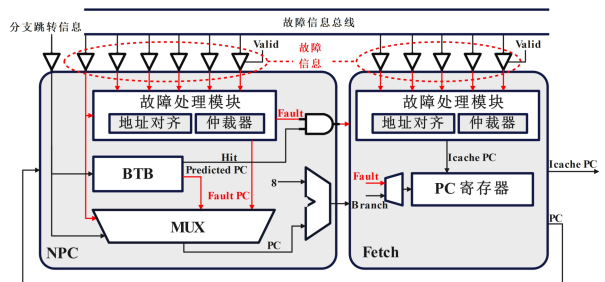 故障信息总线
分支跳转信息
Valid
故障
信息
Valid
故障处理模块
地址对齐
仲裁器
Fault
故障处理模块
地址对齐
仲裁器
Hit
BTB
Predicted PC
Fault PC
8
Icache PC
Fault
Branch
PC 寄存器
Icache PC
MUX
PC
PC
NPC
Fetch